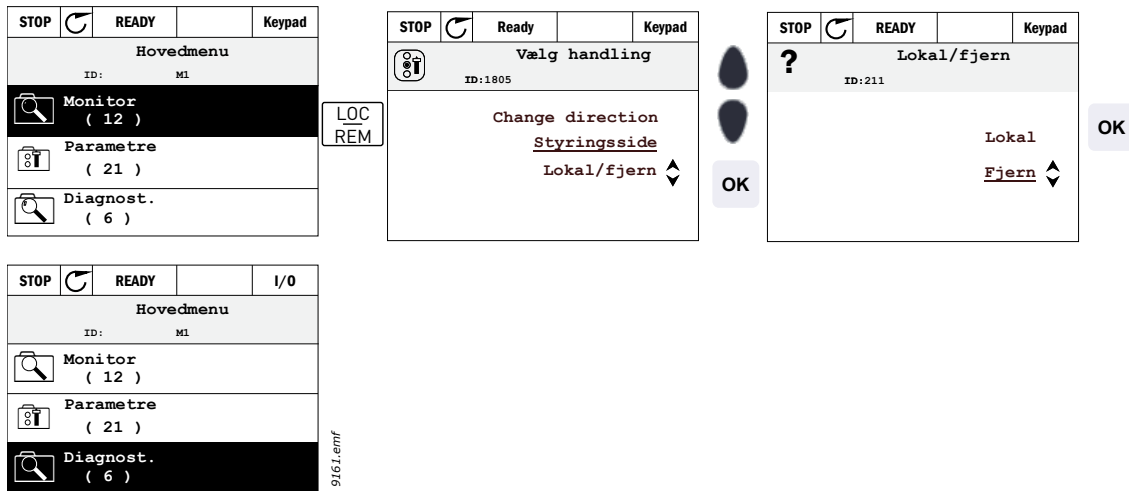 STOP READY Keypad
Hovedmenu
ID: M1
Monitor
( 12 )
Parametre
( 21 )
Diagnost.
( 6 )
LOC
REM
STOP Ready Keypad
Vælg handling
ID:1805
Change direction
Styringsside
Lokal/fjern
OK
STOP READY Keypad
? Lokal/fjern
ID:211
Lokal
Fjern
OK
STOP READY I/O
Hovedmenu
ID: M1
Monitor
( 12 )
Parametre
( 21 )
Diagnost.
( 6 )
9161.emf